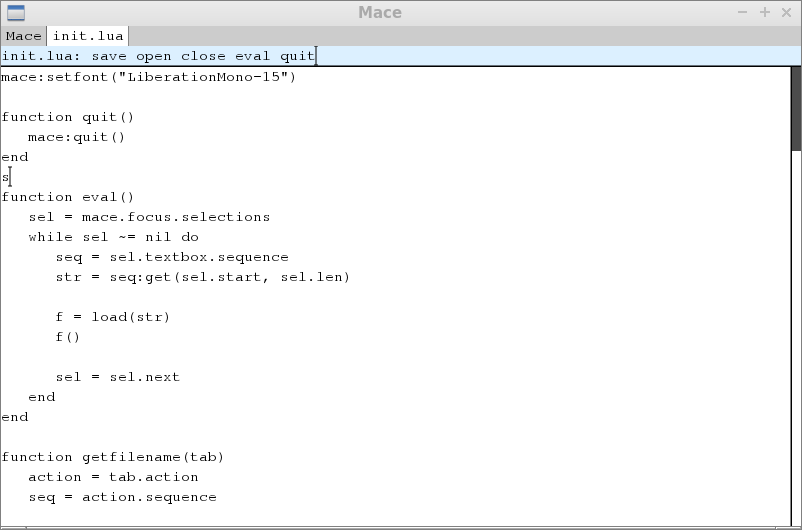 Mace
Mace init.lua
init.lua: save open close eval quit
mace:setfont("LiberationMono-15")

function quit()
   mace:quit()
end
s
function eval()
   sel = mace.focus.selections
   while sel ~= nil do
      seq = sel.textbox.sequence
      str = seq:get(sel.start, sel.len)

      f = load(str)
      f()

      sel = sel.next
   end
end

function getfilename(tab)
   action = tab.action
   seq = action.sequence